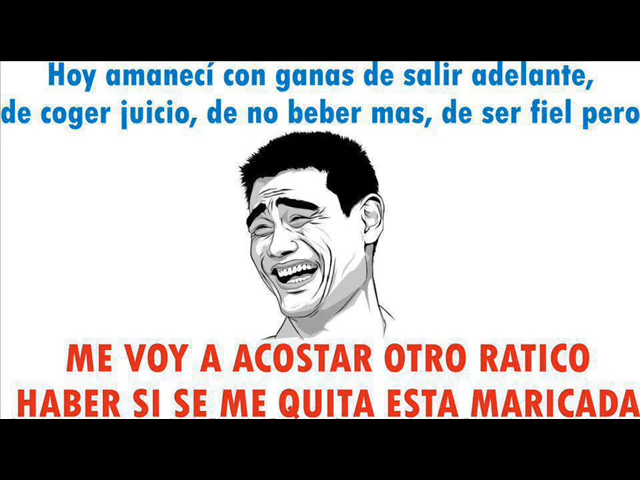 Hoy amanecí con ganas de salir adelante,
de coger juicio, de no beber mas, de ser fiel pero
ME VOY A ACOSTAR OTRO RATICO
HABER SI SE ME QUITA ESTA MARICADA